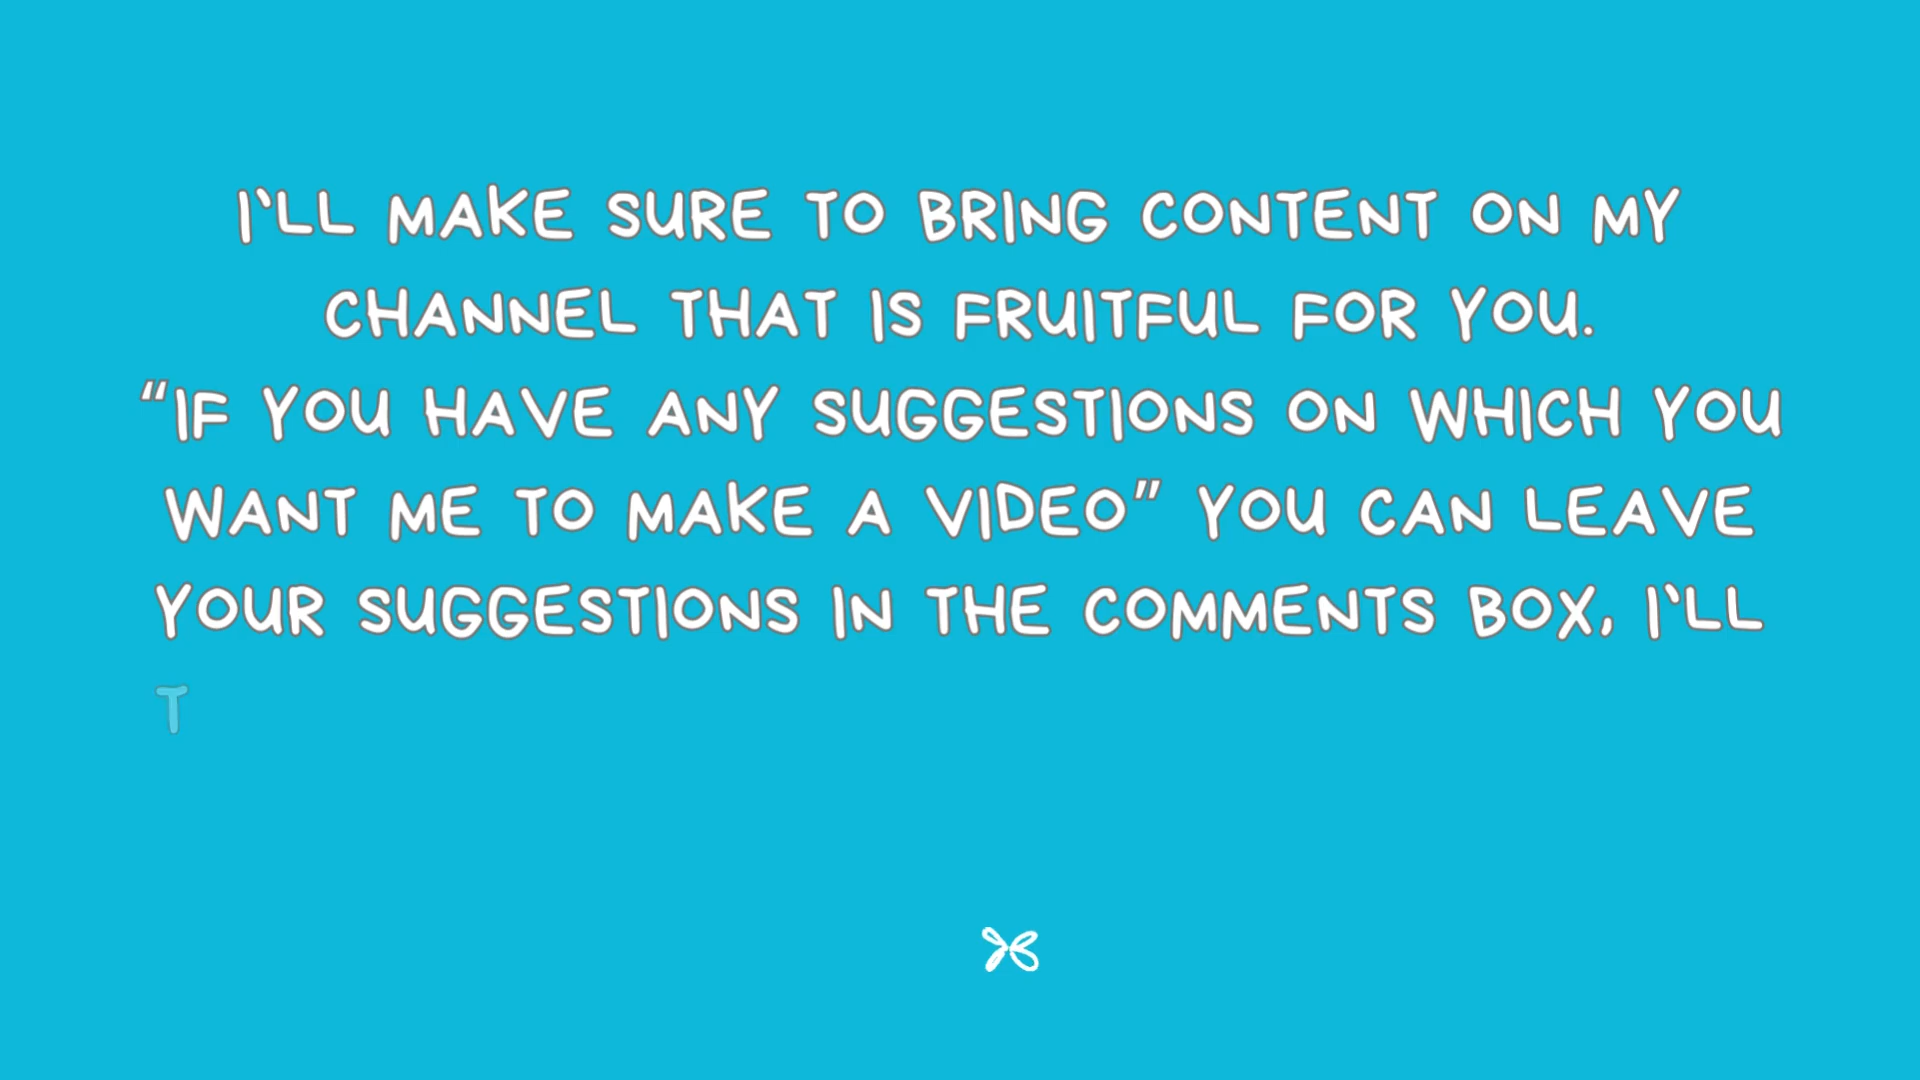 I'LL MAKE SURE TO BRING CONTENT ON MY
CHANNEL THAT IS FRUITFUL FOR YOU.
"IF YOU HAVE ANY SUGGESTIONS ON WHICH YOU
WANT ME TO MAKE A VIDEO" YOU CAN LEAVE
YOUR SUGGESTIONS IN THE COMMENTS BOX, I'LL
T